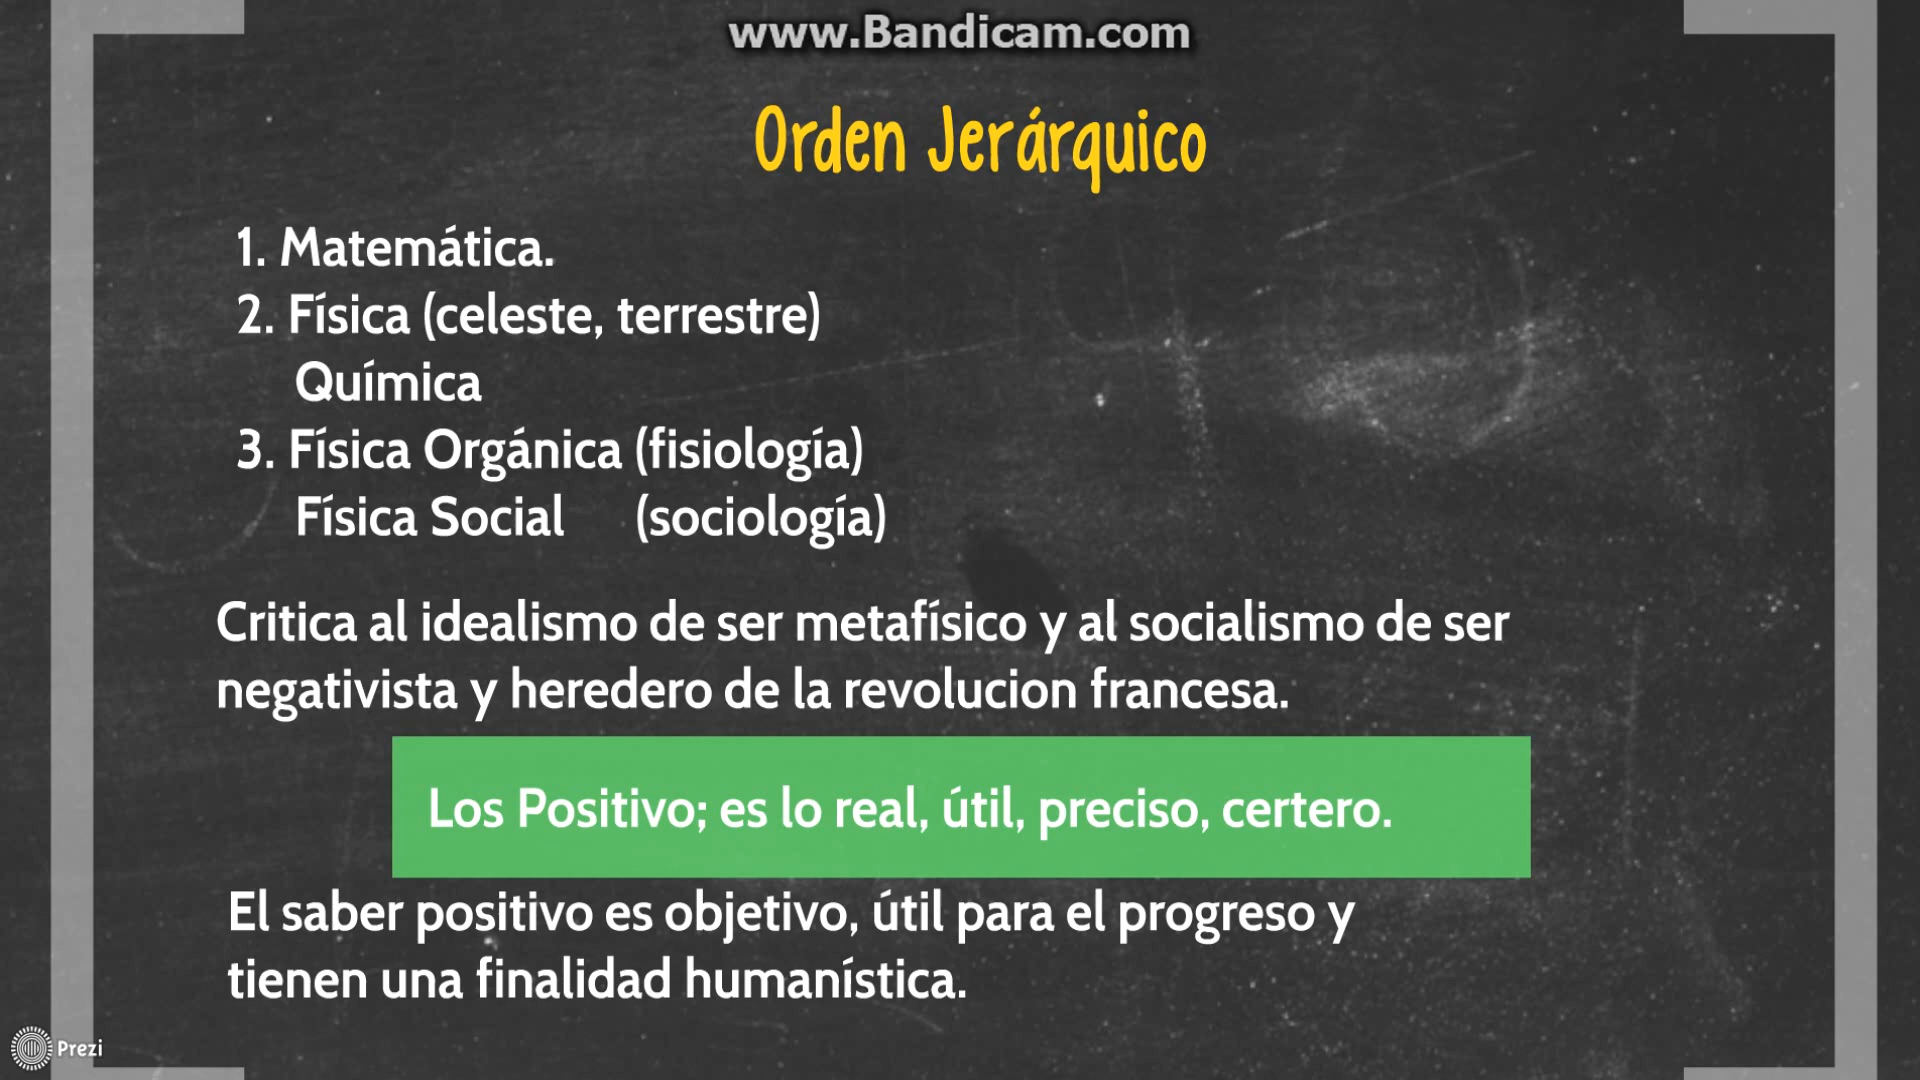 www.Bandicam.com
Orden Jerárquico
1. Matemática.
2. Física (celeste, terrestre)
Química
3. Física Orgánica (fisiología)
Física Social (sociología)
Critica al idealismo de ser metafísico y al socialismo de ser
negativista y heredero de la revolucion francesa.
Los Positivo; es lo real, útil, preciso, certero.
El saber positivo es objetivo, útil para el progreso y
tienen una finalidad humanística.
Prezi